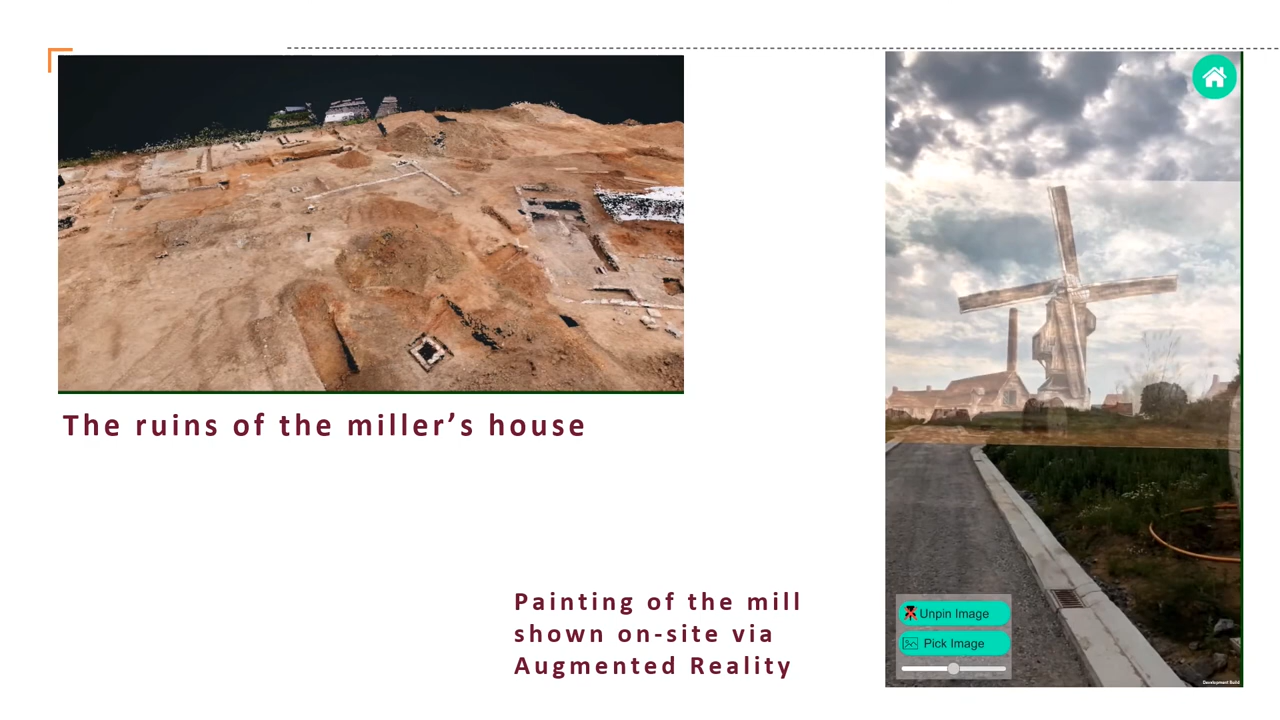 The ruins of the miller’s house
Painting of the mill
shown on-site via
Augmented Reality
Unpin Image
Pick Image
Development Build